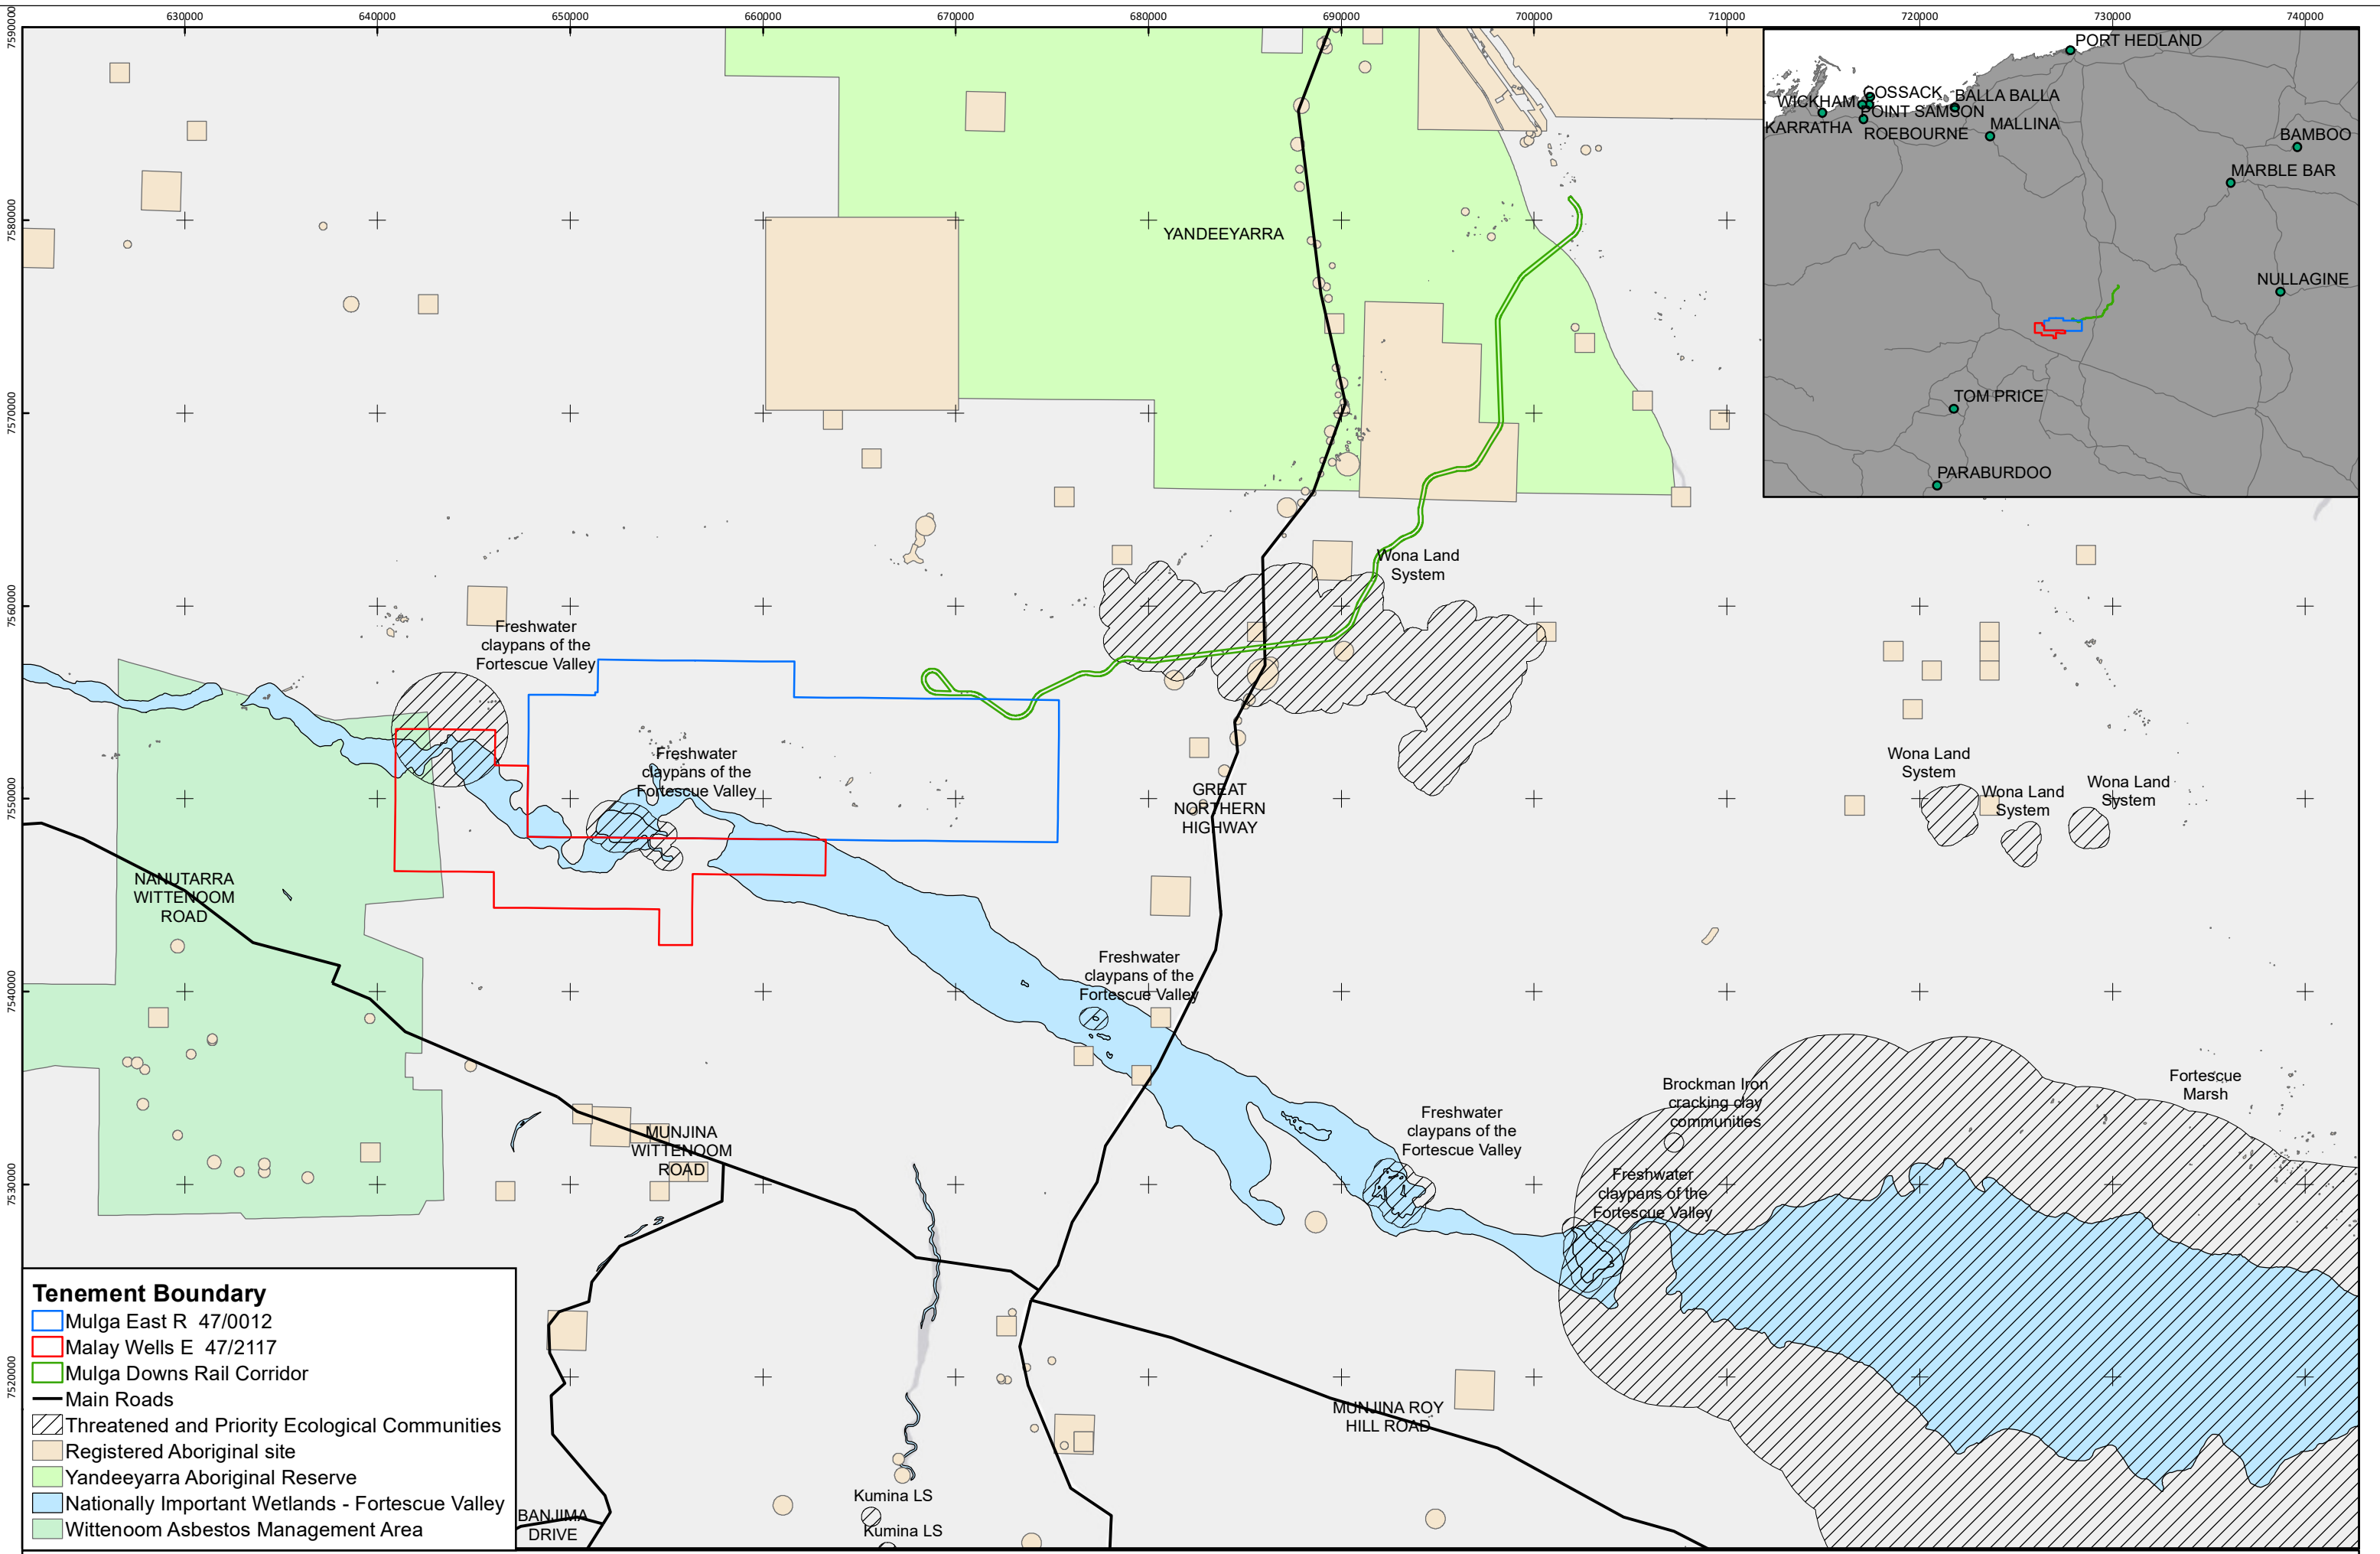 630000
640000
650000
660000
670000
680000
690000
700000
710000
720000
730000
740000
7590000
7580000
7570000
7560000
7550000
7540000
7530000
7520000
PORT HEDLAND
COSSACK
WICKHAM
BALLA BALLA
POINT SAMSON
KARRATHA
ROEBOURNE
MALLINA
BAMBOO
MARBLE BAR
NULLAGINE
TOM PRICE
PARABURDOO
YANDEEYARRA
Wona Land
System
Freshwater
claypans of the
Fortescue Valley
Freshwater
claypans of the
Fortescue Valley
GREAT
NORTHERN
HIGHWAY
Wona Land
System
Wona Land
System
Wona Land
System
NANUTARRA
WITTENOOM
ROAD
Freshwater
claypans of the
Fortescue Valley
MUNJINA
WITTENOOM
ROAD
Freshwater
claypans of the
Fortescue Valley
Brockman Iron
cracking clay
communities
Fortescue
Marsh
Freshwater
claypans of the
Fortescue Valley
MUNJINA ROY
HILL ROAD
Kumina LS
Kumina LS
BANJIMA
DRIVE
Tenement Boundary
Mulga East R 47/0012
Malay Wells E 47/2117
Mulga Downs Rail Corridor
Main Roads
Threatened and Priority Ecological Communities
Registered Aboriginal site
Yandeeyarra Aboriginal Reserve
Nationally Important Wetlands - Fortescue Valley
Wittenoom Asbestos Management Area